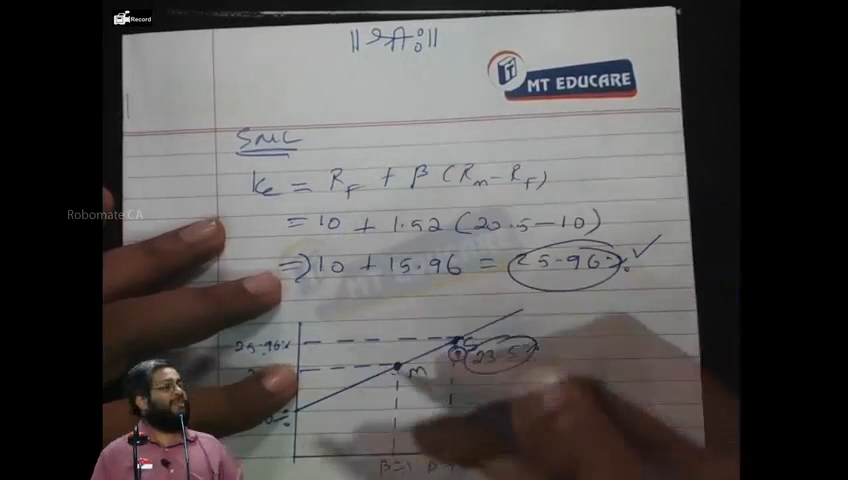 Record
॥ श्रीः ॥
MT EDUCARE
SML
Ke = RF + β (Rm - RF)
= 10 + 1.52 (20.5 - 10)
Robomate CA
=) 10 + 15.96 = 25.96%
25.96%
S
23.5%
m
β=1